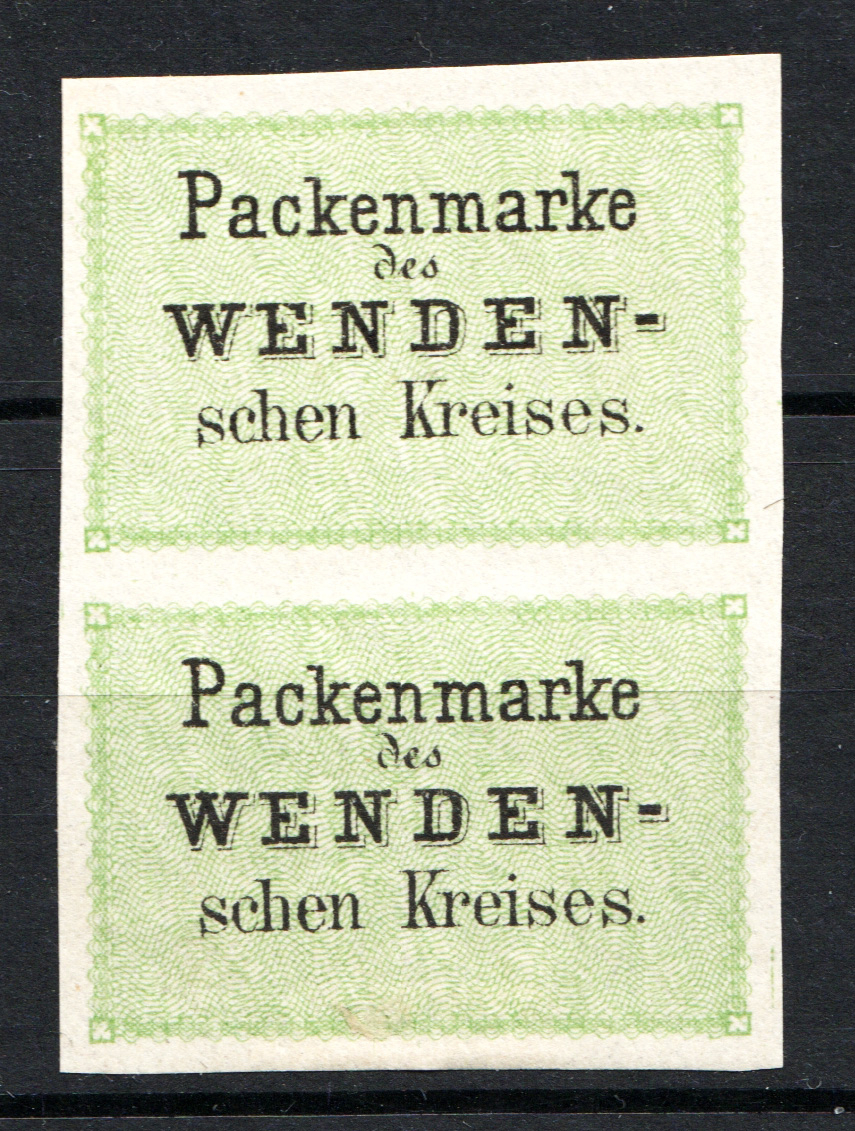 Packenmarke
des
WENDEN-
schen Kreises.
Packenmarke
des
WENDEN-
schen Kreises.